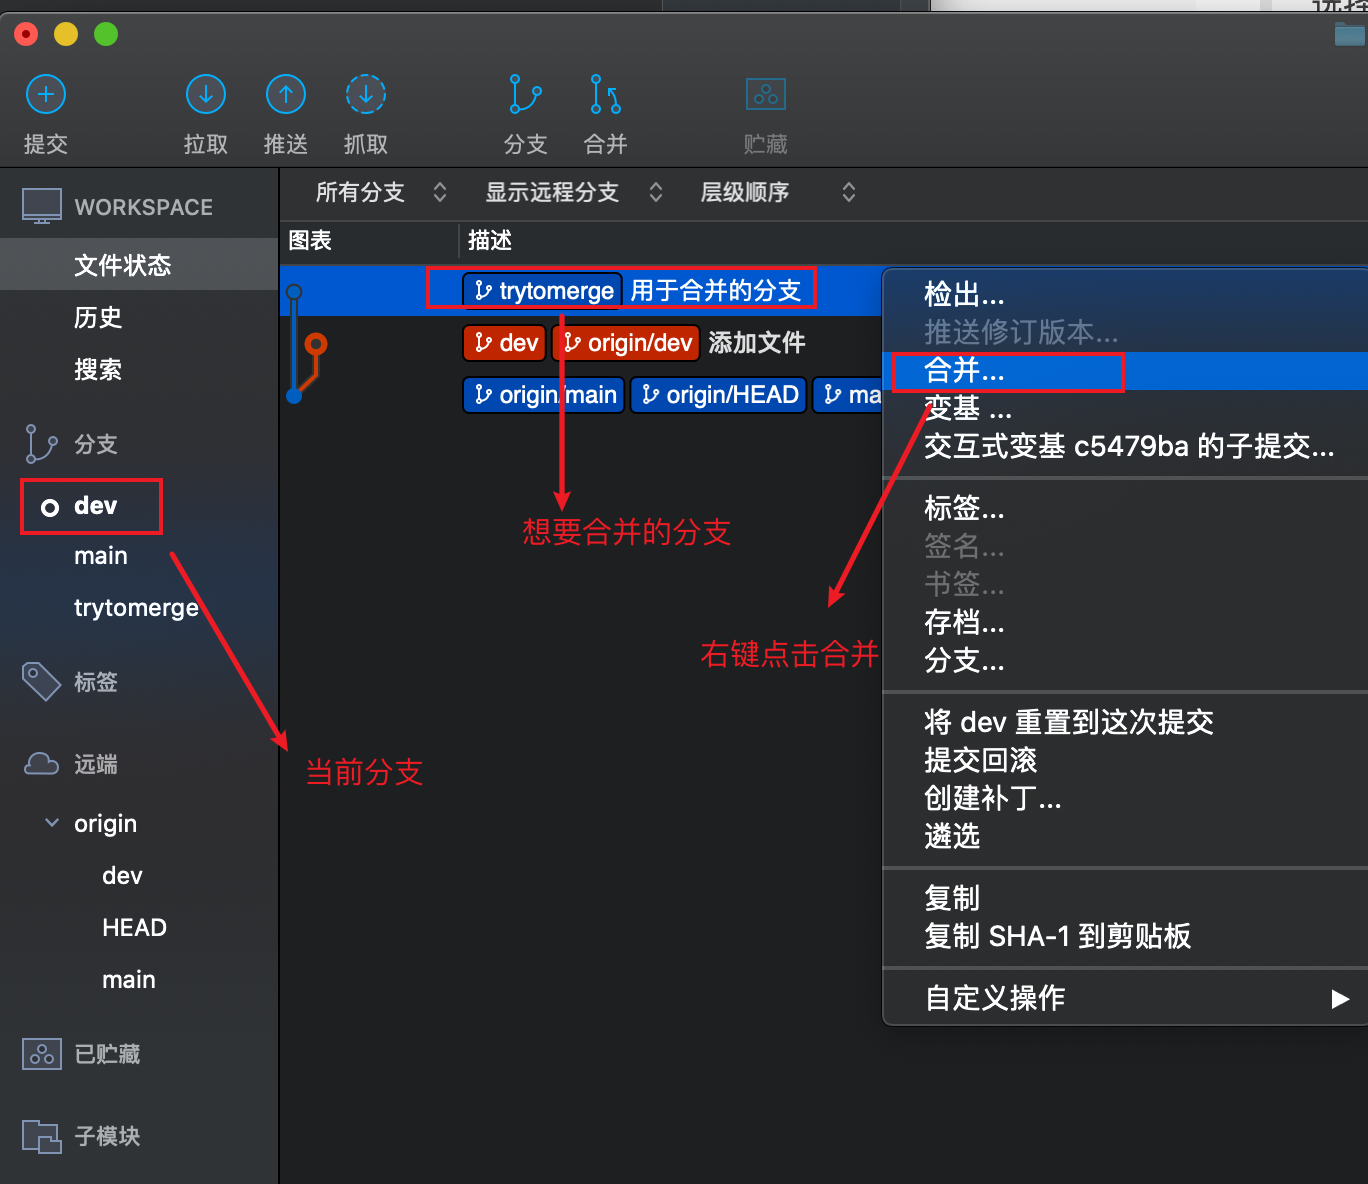 选择
提交
拉取
推送
抓取
分支
合并
贮藏
WORKSPACE
文件状态
历史
搜索
分支
dev
main
trytomerge
标签
远端
origin
dev
HEAD
main
已贮藏
子模块
所有分支
显示远程分支
层级顺序
图表
描述
trytomerge 用于合并的分支
dev origin/dev 添加文件
origin/main origin/HEAD ma
想要合并的分支
右键点击合并
当前分支
检出...
推送修订版本...
合并...
变基 ...
交互式变基 c5479ba 的子提交...
标签...
签名...
书签...
存档...
分支...
将 dev 重置到这次提交
提交回滚
创建补丁...
遴选
复制
复制 SHA-1 到剪贴板
自定义操作